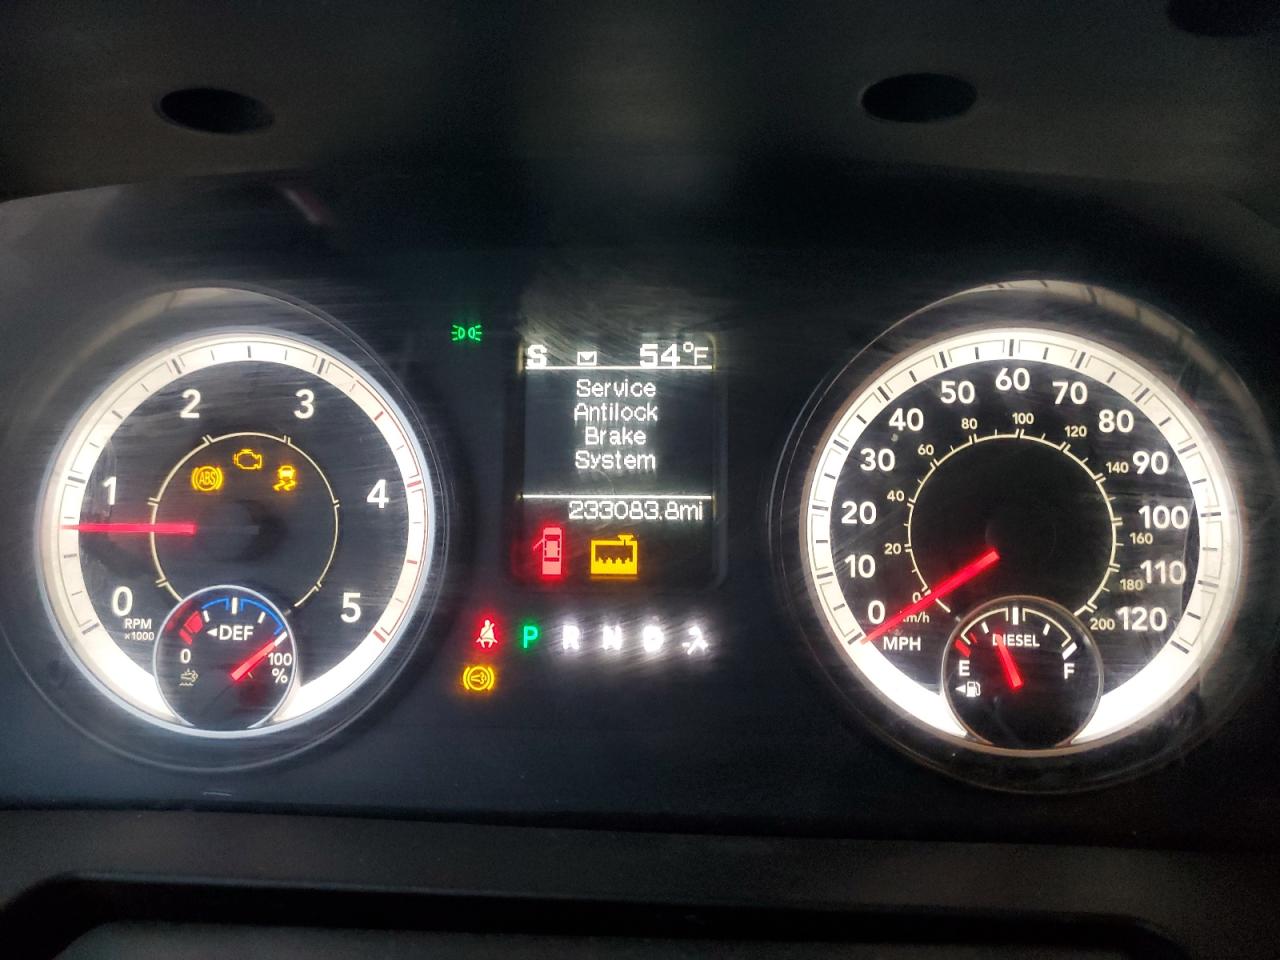 S 54°F
Service
Antilock
Brake
System
233083.8mi
P R N D
0 1 2 3 4 5
RPM
x1000
ABS
DEF
0 100
%
0 10 20 30 40 50 60 70 80 90 100 110 120
MPH
0 20 40 60 80 100 120 140 160 180 200
km/h
DIESEL
E F